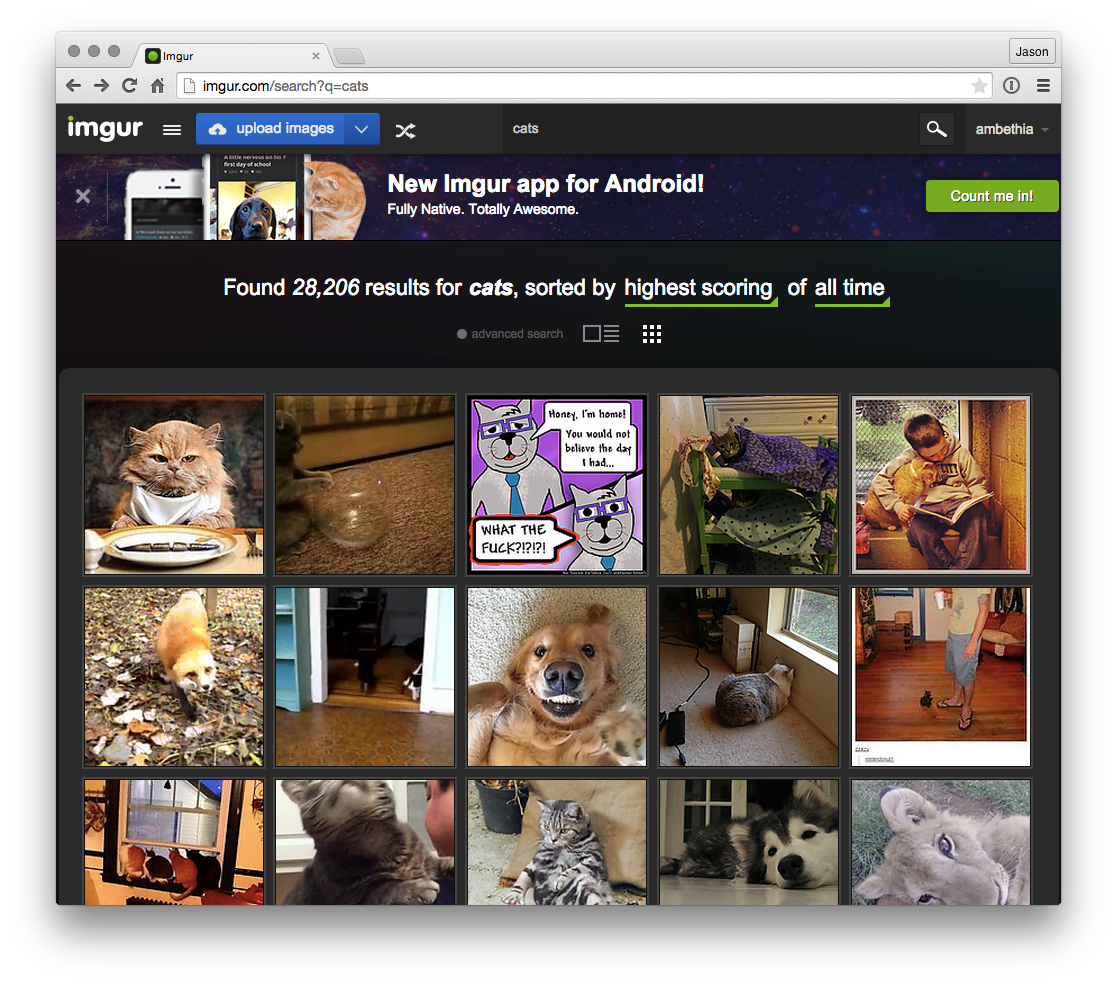 Imgur
Jason
imgur.com/search?q=cats
imgur
upload images
cats
ambethia
A little nervous on his 1st
first day of school
New Imgur app for Android!
Fully Native. Totally Awesome.
Count me in!
Found 28,206 results for cats, sorted by highest scoring of all time
advanced search
Honey, I'm home!
You would not
believe the day
I had...
WHAT THE
FUCK?!?!?!